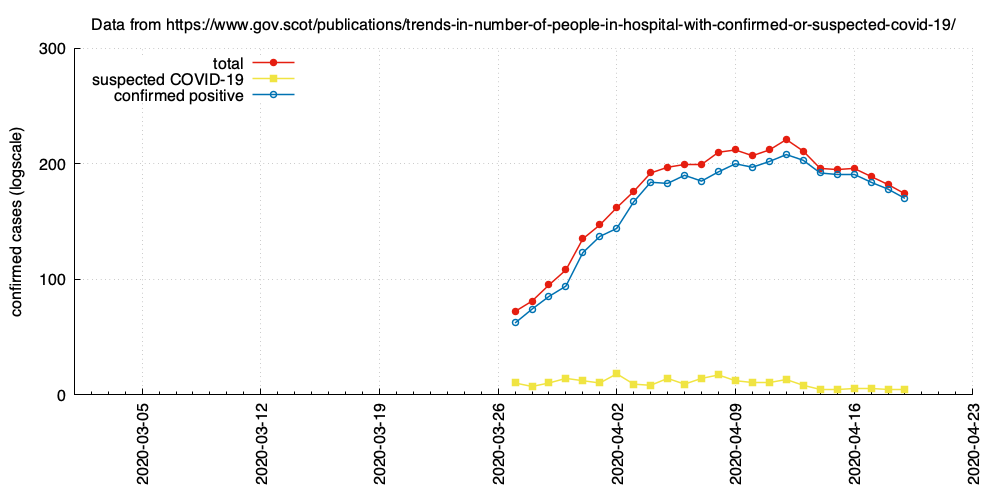 Data from https://www.gov.scot/publications/trends-in-number-of-people-in-hospital-with-confirmed-or-suspected-covid-19/
300
200
100
0
confirmed cases (logscale)
total
suspected COVID-19
confirmed positive
2020-03-05
2020-03-12
2020-03-19
2020-03-26
2020-04-02
2020-04-09
2020-04-16
2020-04-23